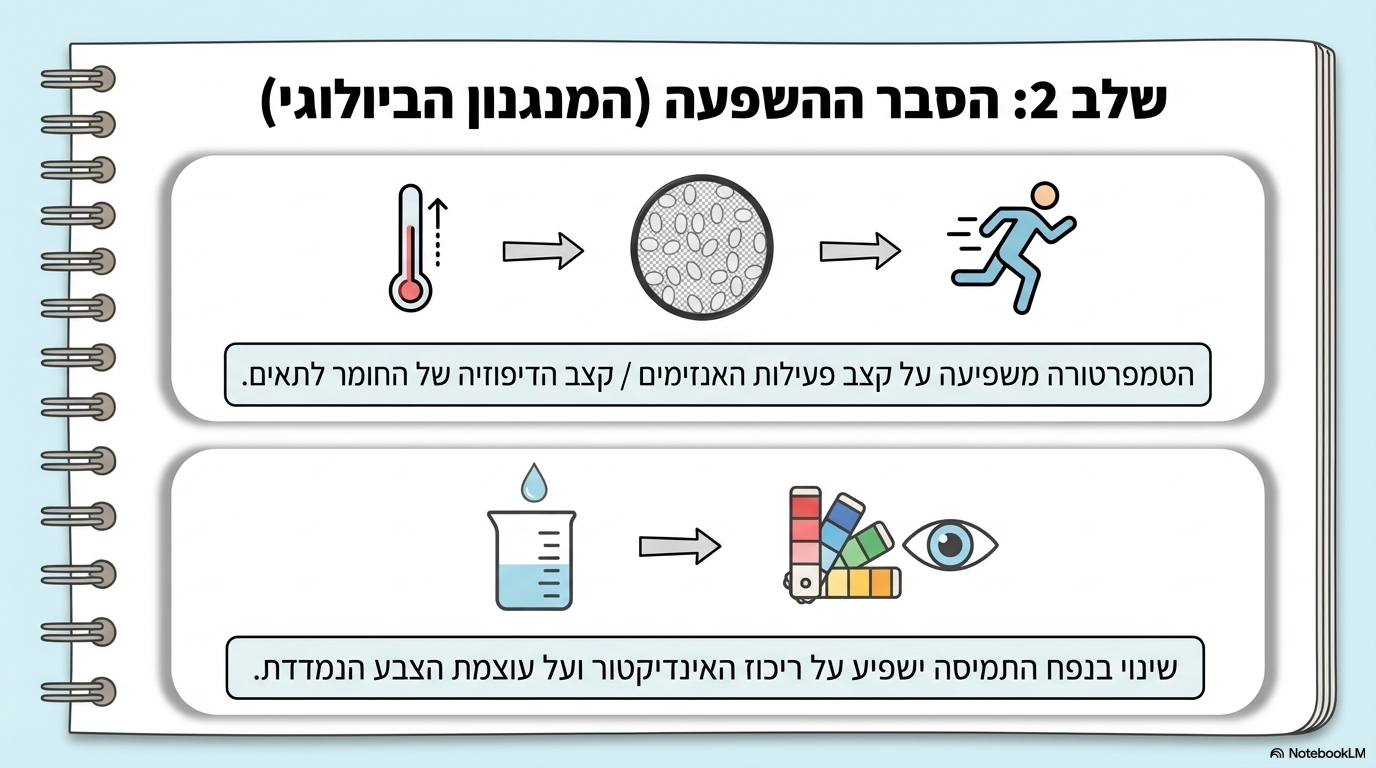 שלב 2: הסבר ההשפעה (המנגנון הביולוגי)
הטמפרטורה משפיעה על קצב פעילות האנזימים / קצב הדיפוזיה של החומר לתאים.
שינוי בנפח התמיסה ישפיע על ריכוז האינדיקטור ועל עוצמת הצבע הנמדדת.
NotebookLM